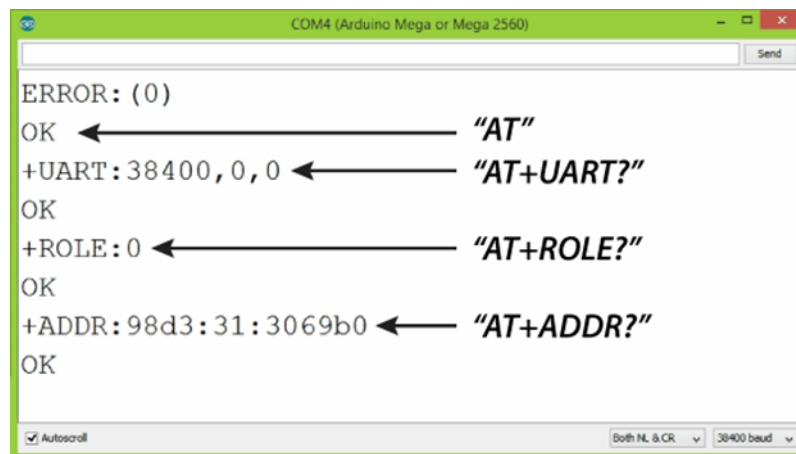 COM4 (Arduino Mega or Mega 2560)
Send
ERROR:(0)
OK "AT"
+UART:38400,0,0 "AT+UART?"
OK
+ROLE:0 "AT+ROLE?"
OK
+ADDR:98d3:31:3069b0 "AT+ADDR?"
OK
Autoscroll Both NL & CR 38400 baud